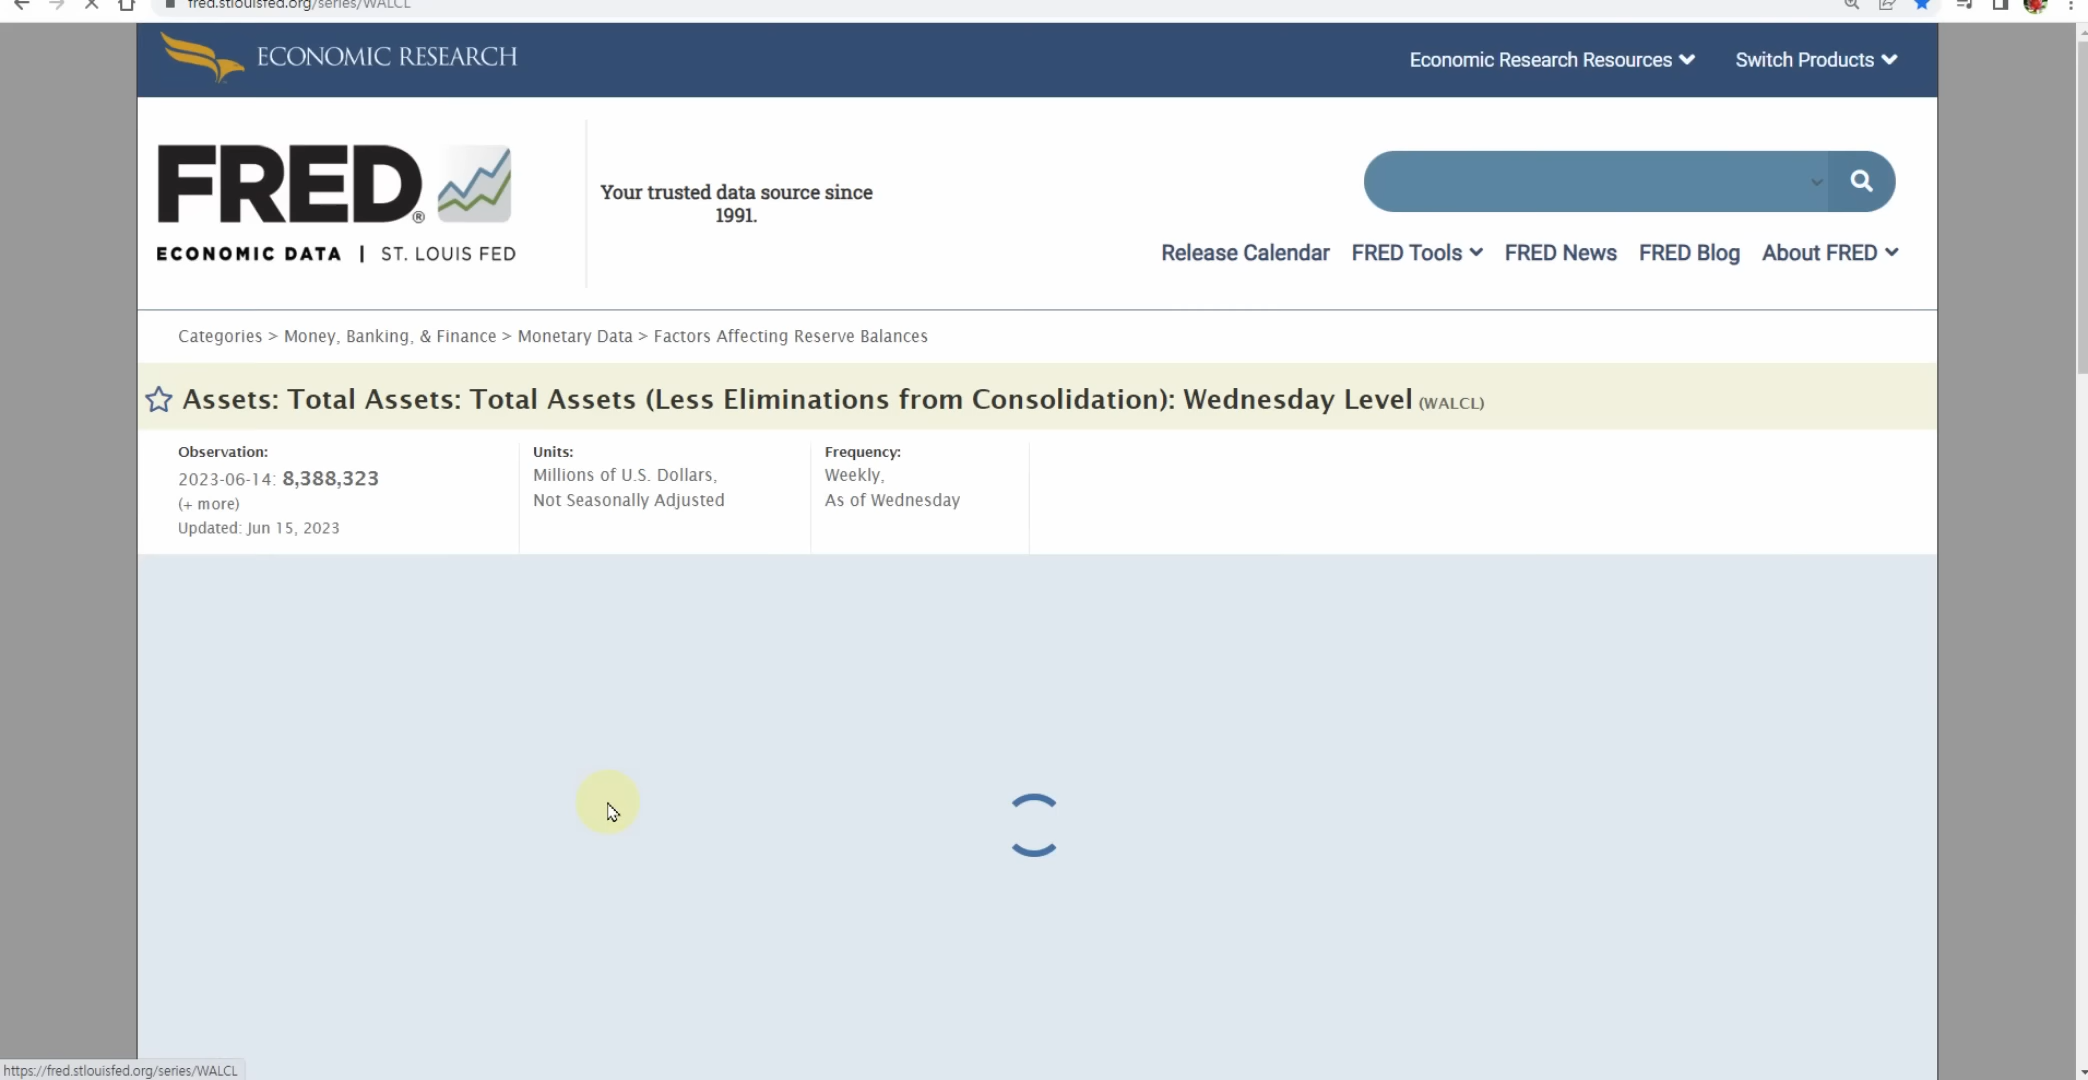 fred.stlouisfed.org/series/WALCL
ECONOMIC RESEARCH
Economic Research Resources
Switch Products
FRED®
ECONOMIC DATA | ST. LOUIS FED
Your trusted data source since
1991.
Release Calendar
FRED Tools
FRED News
FRED Blog
About FRED
Categories > Money, Banking, & Finance > Monetary Data > Factors Affecting Reserve Balances
Assets: Total Assets: Total Assets (Less Eliminations from Consolidation): Wednesday Level (WALCL)
Observation:
2023-06-14: 8,388,323
(+ more)
Updated: Jun 15, 2023
Units:
Millions of U.S. Dollars,
Not Seasonally Adjusted
Frequency:
Weekly,
As of Wednesday
https://fred.stlouisfed.org/series/WALCL